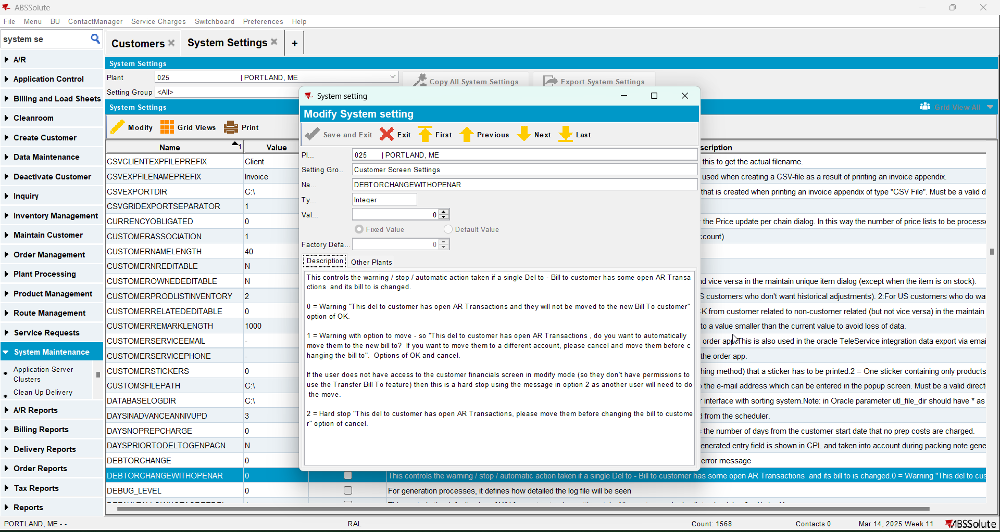 ABSSolute
File Menu BU ContactManager Service Charges Switchboard Preferences Help
system se
Customers
System Settings
+
A/R
Application Control
Billing and Load Sheets
Cleanroom
Create Customer
Data Maintenance
Deactivate Customer
Inquiry
Inventory Management
Maintain Customer
Order Management
Plant Processing
Product Management
Route Management
Service Requests
System Maintenance
Application Server
Clusters
Clean Up Delivery
A/R Reports
Billing Reports
Delivery Reports
Order Reports
Tax Reports
Reports
System Settings
Plant 025 | PORTLAND, ME
Copy All System Settings Export System Settings
Setting Group <All>
System Settings
Grid View All
Modify Grid Views Print
Name 1 Value scription
CSVCLIENTEXPFILEPREFIX Client this to get the actual filename.
CSVEXPFILENAMEPREFIX Invoice used when creating a CSV-file as a result of printing an invoice appendix.
CSVEXPORTDIR C:\ that is created when printing an invoice appendix of type "CSV File". Must be a valid d
CSVGRIDEXPORTSEPARATOR 1
CURRENCYOBLIGATED 0 the Price update per chain dialog. In this way the number of price lists to be process
CUSTOMERASSOCIATION 1 count)
CUSTOMERNAMELENGTH 40
CUSTOMERNREDITABLE N
CUSTOMEROWNEDEDITABLE N d vice versa in the maintain unique item dialog (except when the item is on stock).
CUSTOMERPRODLISTINVENTORY 2 S customers who don't want historical adjustments). 2:For US customers who do wa
CUSTOMERRELATEDEDITABLE 0 K from customer related to non-customer related (but not vice versa) in the maintain
CUSTOMERREMARKLENGTH 1000 to a value smaller than the current value to avoid loss of data.
CUSTOMERSERVICEEMAIL - order app.This is also used in the oracle TeleService integration data export via emai
CUSTOMERSERVICEPHONE - the order app.
CUSTOMERSTICKERS 0 hing method) that a sticker has to be printed.2 = One sticker containing only products
CUSTOMSFILEPATH C:\ the e-mail address which can be entered in the popup screen. Must be a valid direct
DATABASELOGDIR C:\ interface with sorting system.Note: in Oracle parameter utl_file_dir should have * as
DAYSINADVANCEANNIVUPD 3 from the scheduler.
DAYSNOPREPCHARGE 0 the number of days from the customer start date that no prep costs are charged.
DAYSPRIORTODELTOGENPACN N enerated entry field is shown in CPL and taken into account during packing note gene
DEBTORCHANGE 0 error message
DEBTORCHANGEWITHOPENAR 0 This controls the warning / stop / automatic action taken if a single Del to - Bill to customer has some open AR Transactions and its bill to is changed.0 = Warning "This del to cus
DEBUG_LEVEL 0 For generation processes, it defines how detailed the log file will be seen
System setting
Modify System setting
Save and Exit Exit First Previous Next Last
Pl... 025 | PORTLAND, ME
Setting Gro... Customer Screen Settings
Na... DEBTORCHANGEWITHOPENAR
Ty... Integer
Val... 0
Fixed Value Default Value
Factory Defa... 0
Description Other Plants
This controls the warning / stop / automatic action taken if a single Del to - Bill to customer has some open AR Transa
ctions and its bill to is changed.
0 = Warning "This del to customer has open AR Transactions and they will not be moved to the new Bill To customer"
option of OK.
1 = Warning with option to move - so "This del to customer has open AR Transactions , do you want to automatically
move them to the new bill to? If you want to move them to a different account, please cancel and move them before c
hanging the bill to". Options of OK and cancel.
If the user does not have access to the customer financials screen in modify mode (so they don't have permissions to
use the Transfer Bill To feature) then this is a hard stop using the message in option 2 as another user will need to do
the move.
2 = Hard stop "This del to customer has open AR Transactions, please move them before changing the bill to custome
r" option of cancel.
PORTLAND, ME - - RAL Count: 1568 Contacts 0 Mar 14, 2025 Week 11 ABSSolute